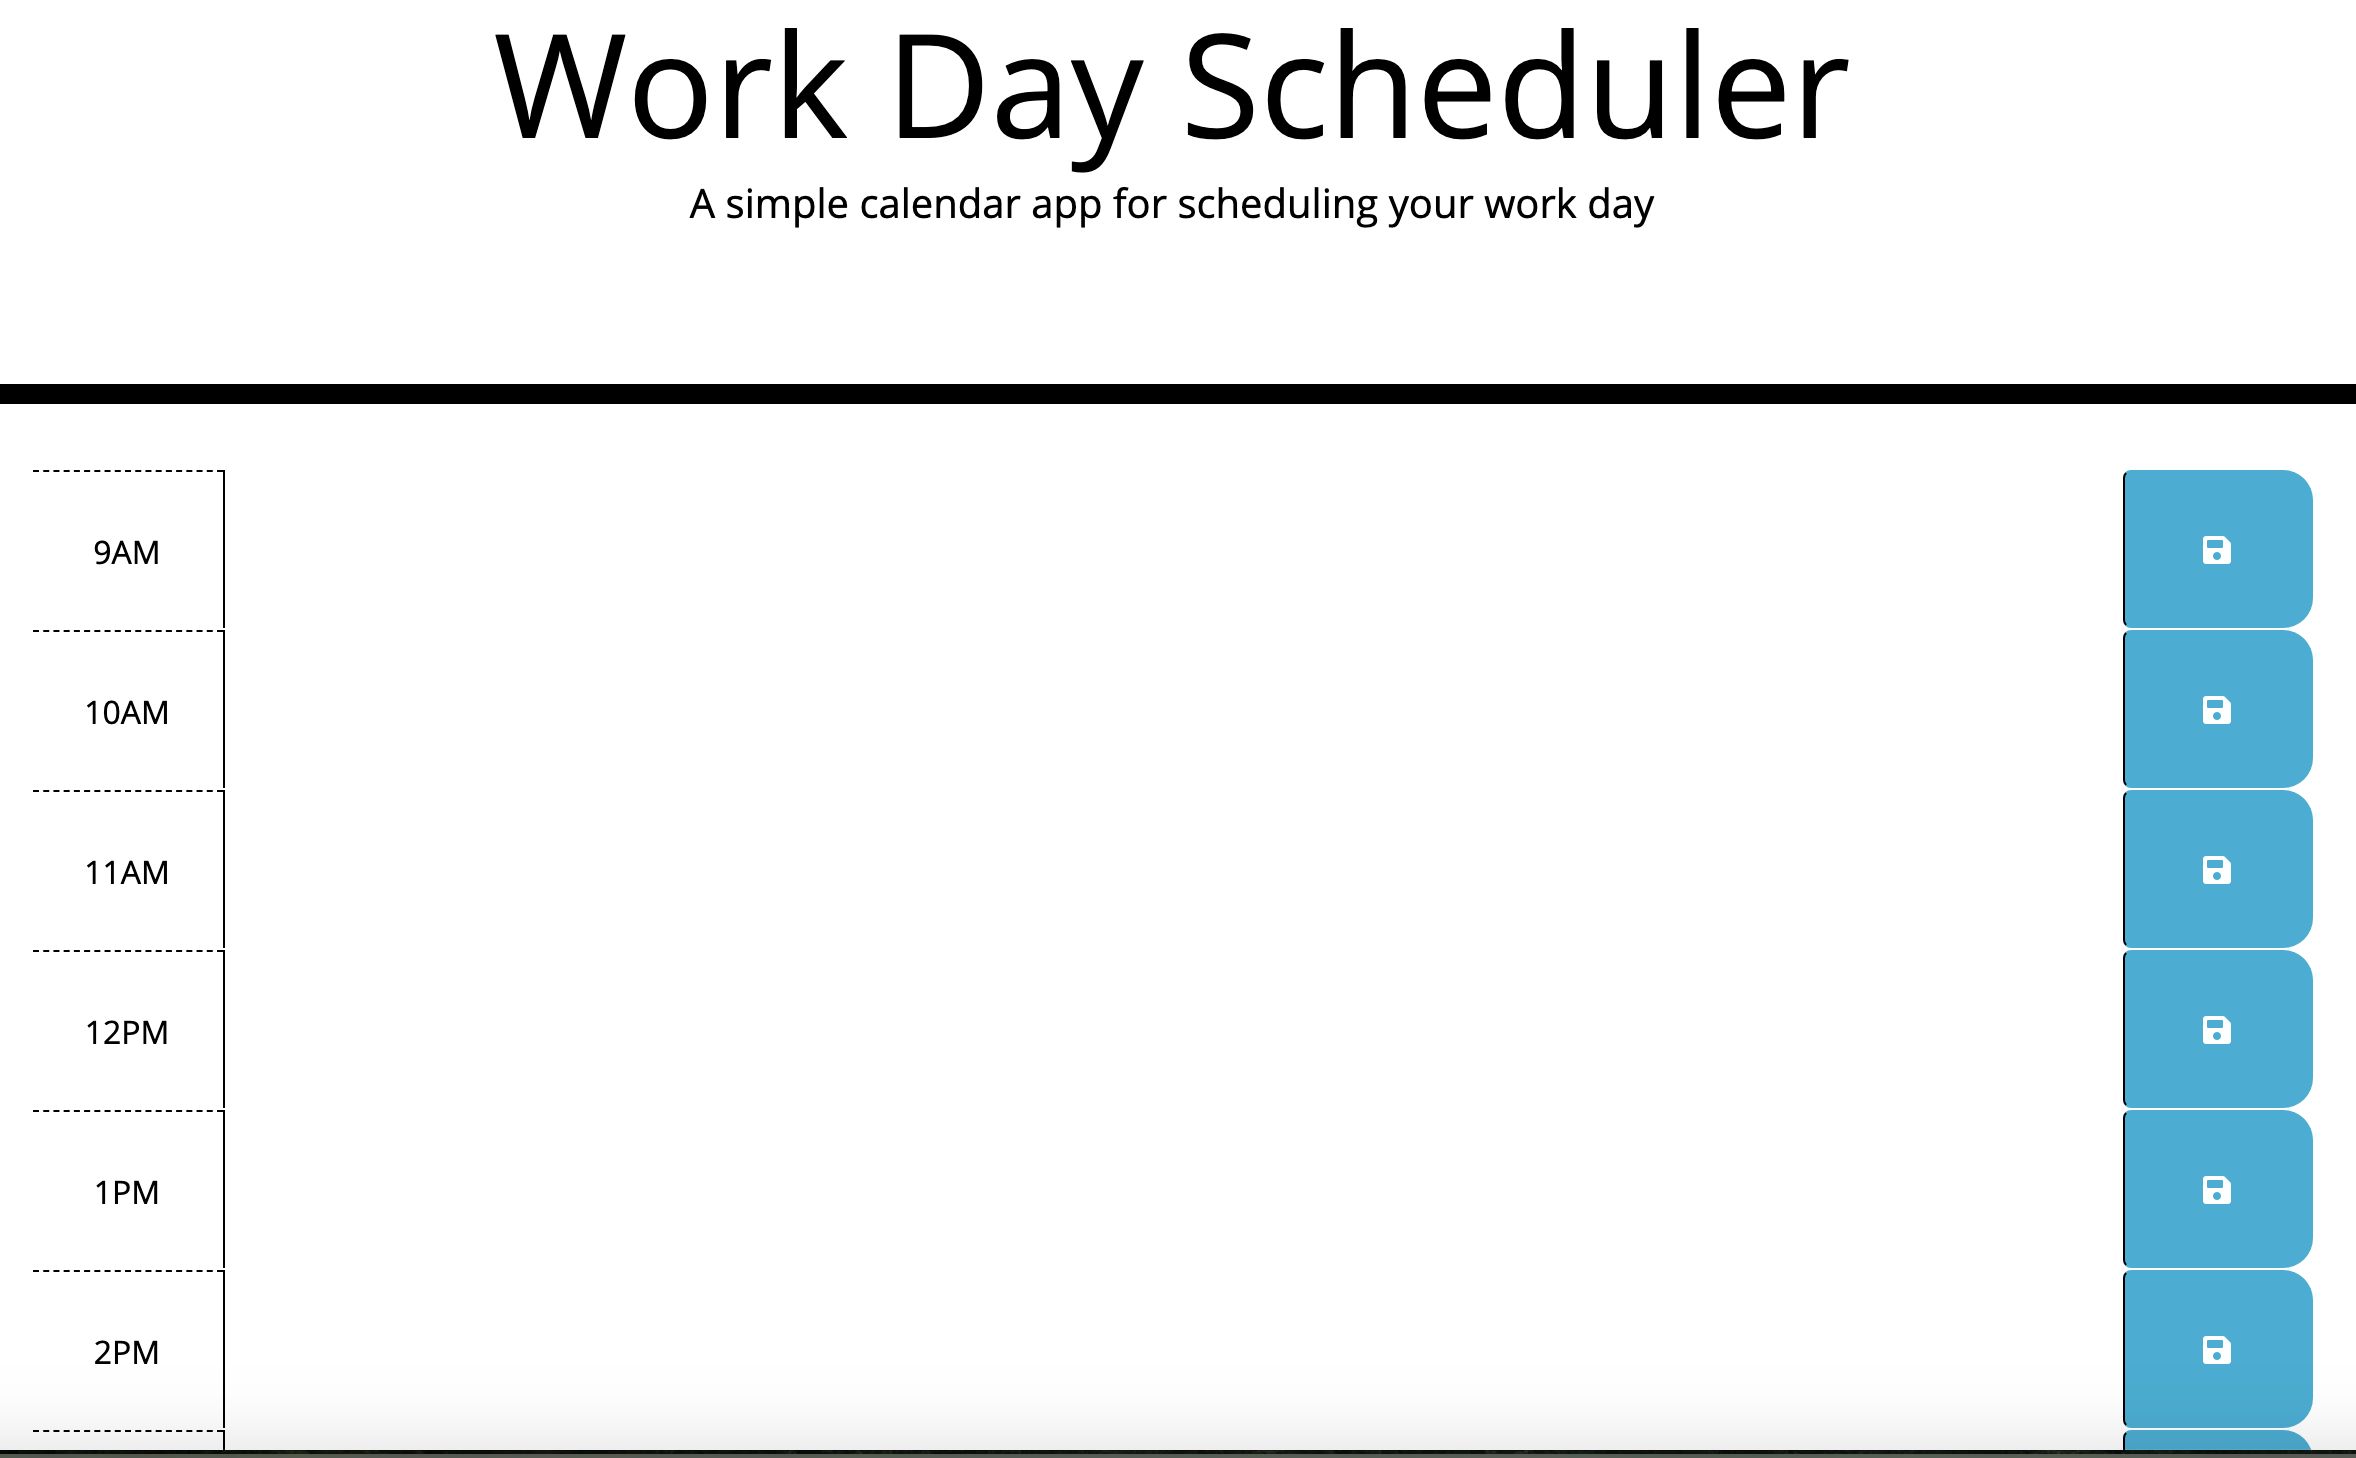 Work Day Scheduler
A simple calendar app for scheduling your work day
9AM
10AM
11AM
12PM
1PM
2PM